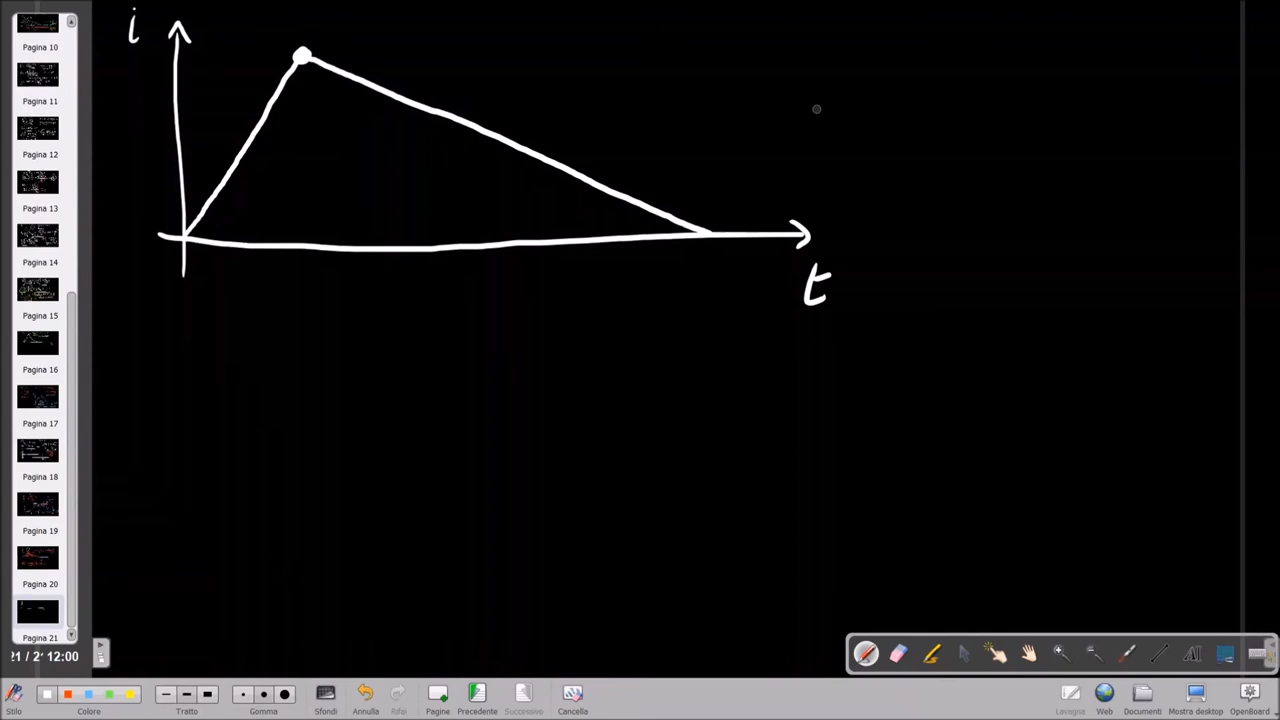 i
t
Pagina 10
Pagina 11
Pagina 12
Pagina 13
Pagina 14
Pagina 15
Pagina 16
Pagina 17
Pagina 18
Pagina 19
Pagina 20
Pagina 21
12:00
Stilo
Colore
Tratto
Gomma
Sfondi
Annulla
Rifai
Pagine
Precedente
Successivo
Cancella
Lavagna
Web
Documenti
Mostra desktop
OpenBoard